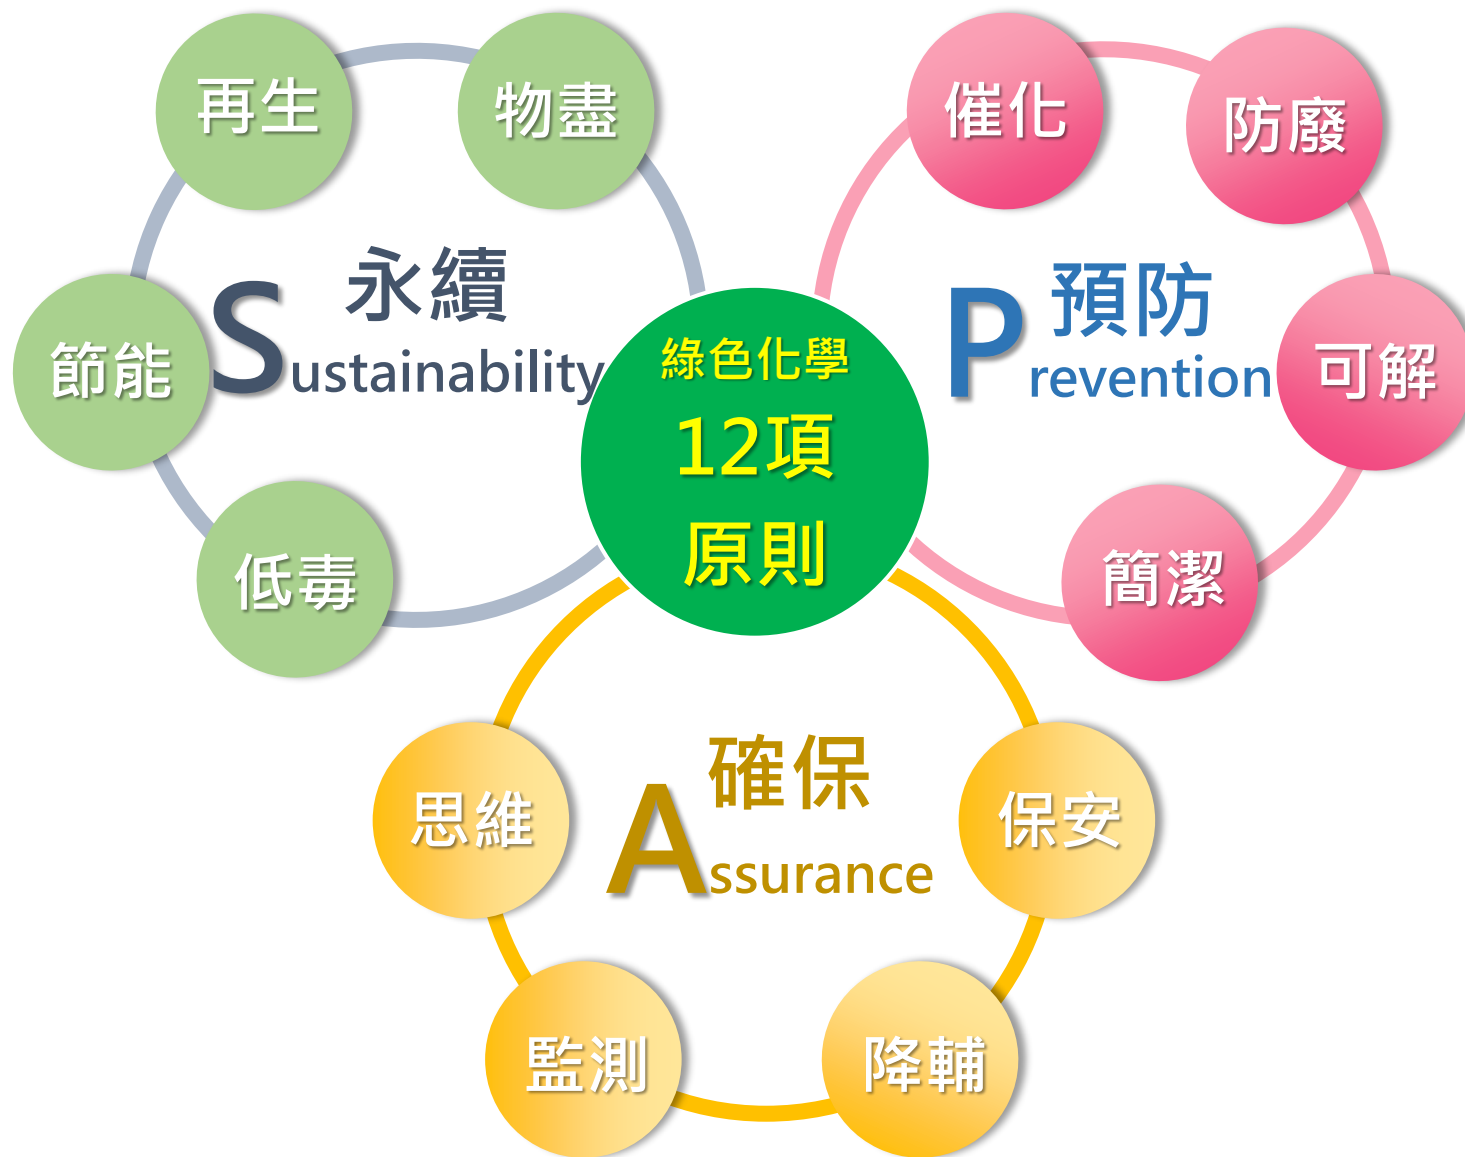 再生
物盡
節能
低毒
永續
Sustainability
催化
防廢
可解
簡潔
預防
Prevention
綠色化學
12項
原則
確保
Assurance
思維
保安
監測
降輔